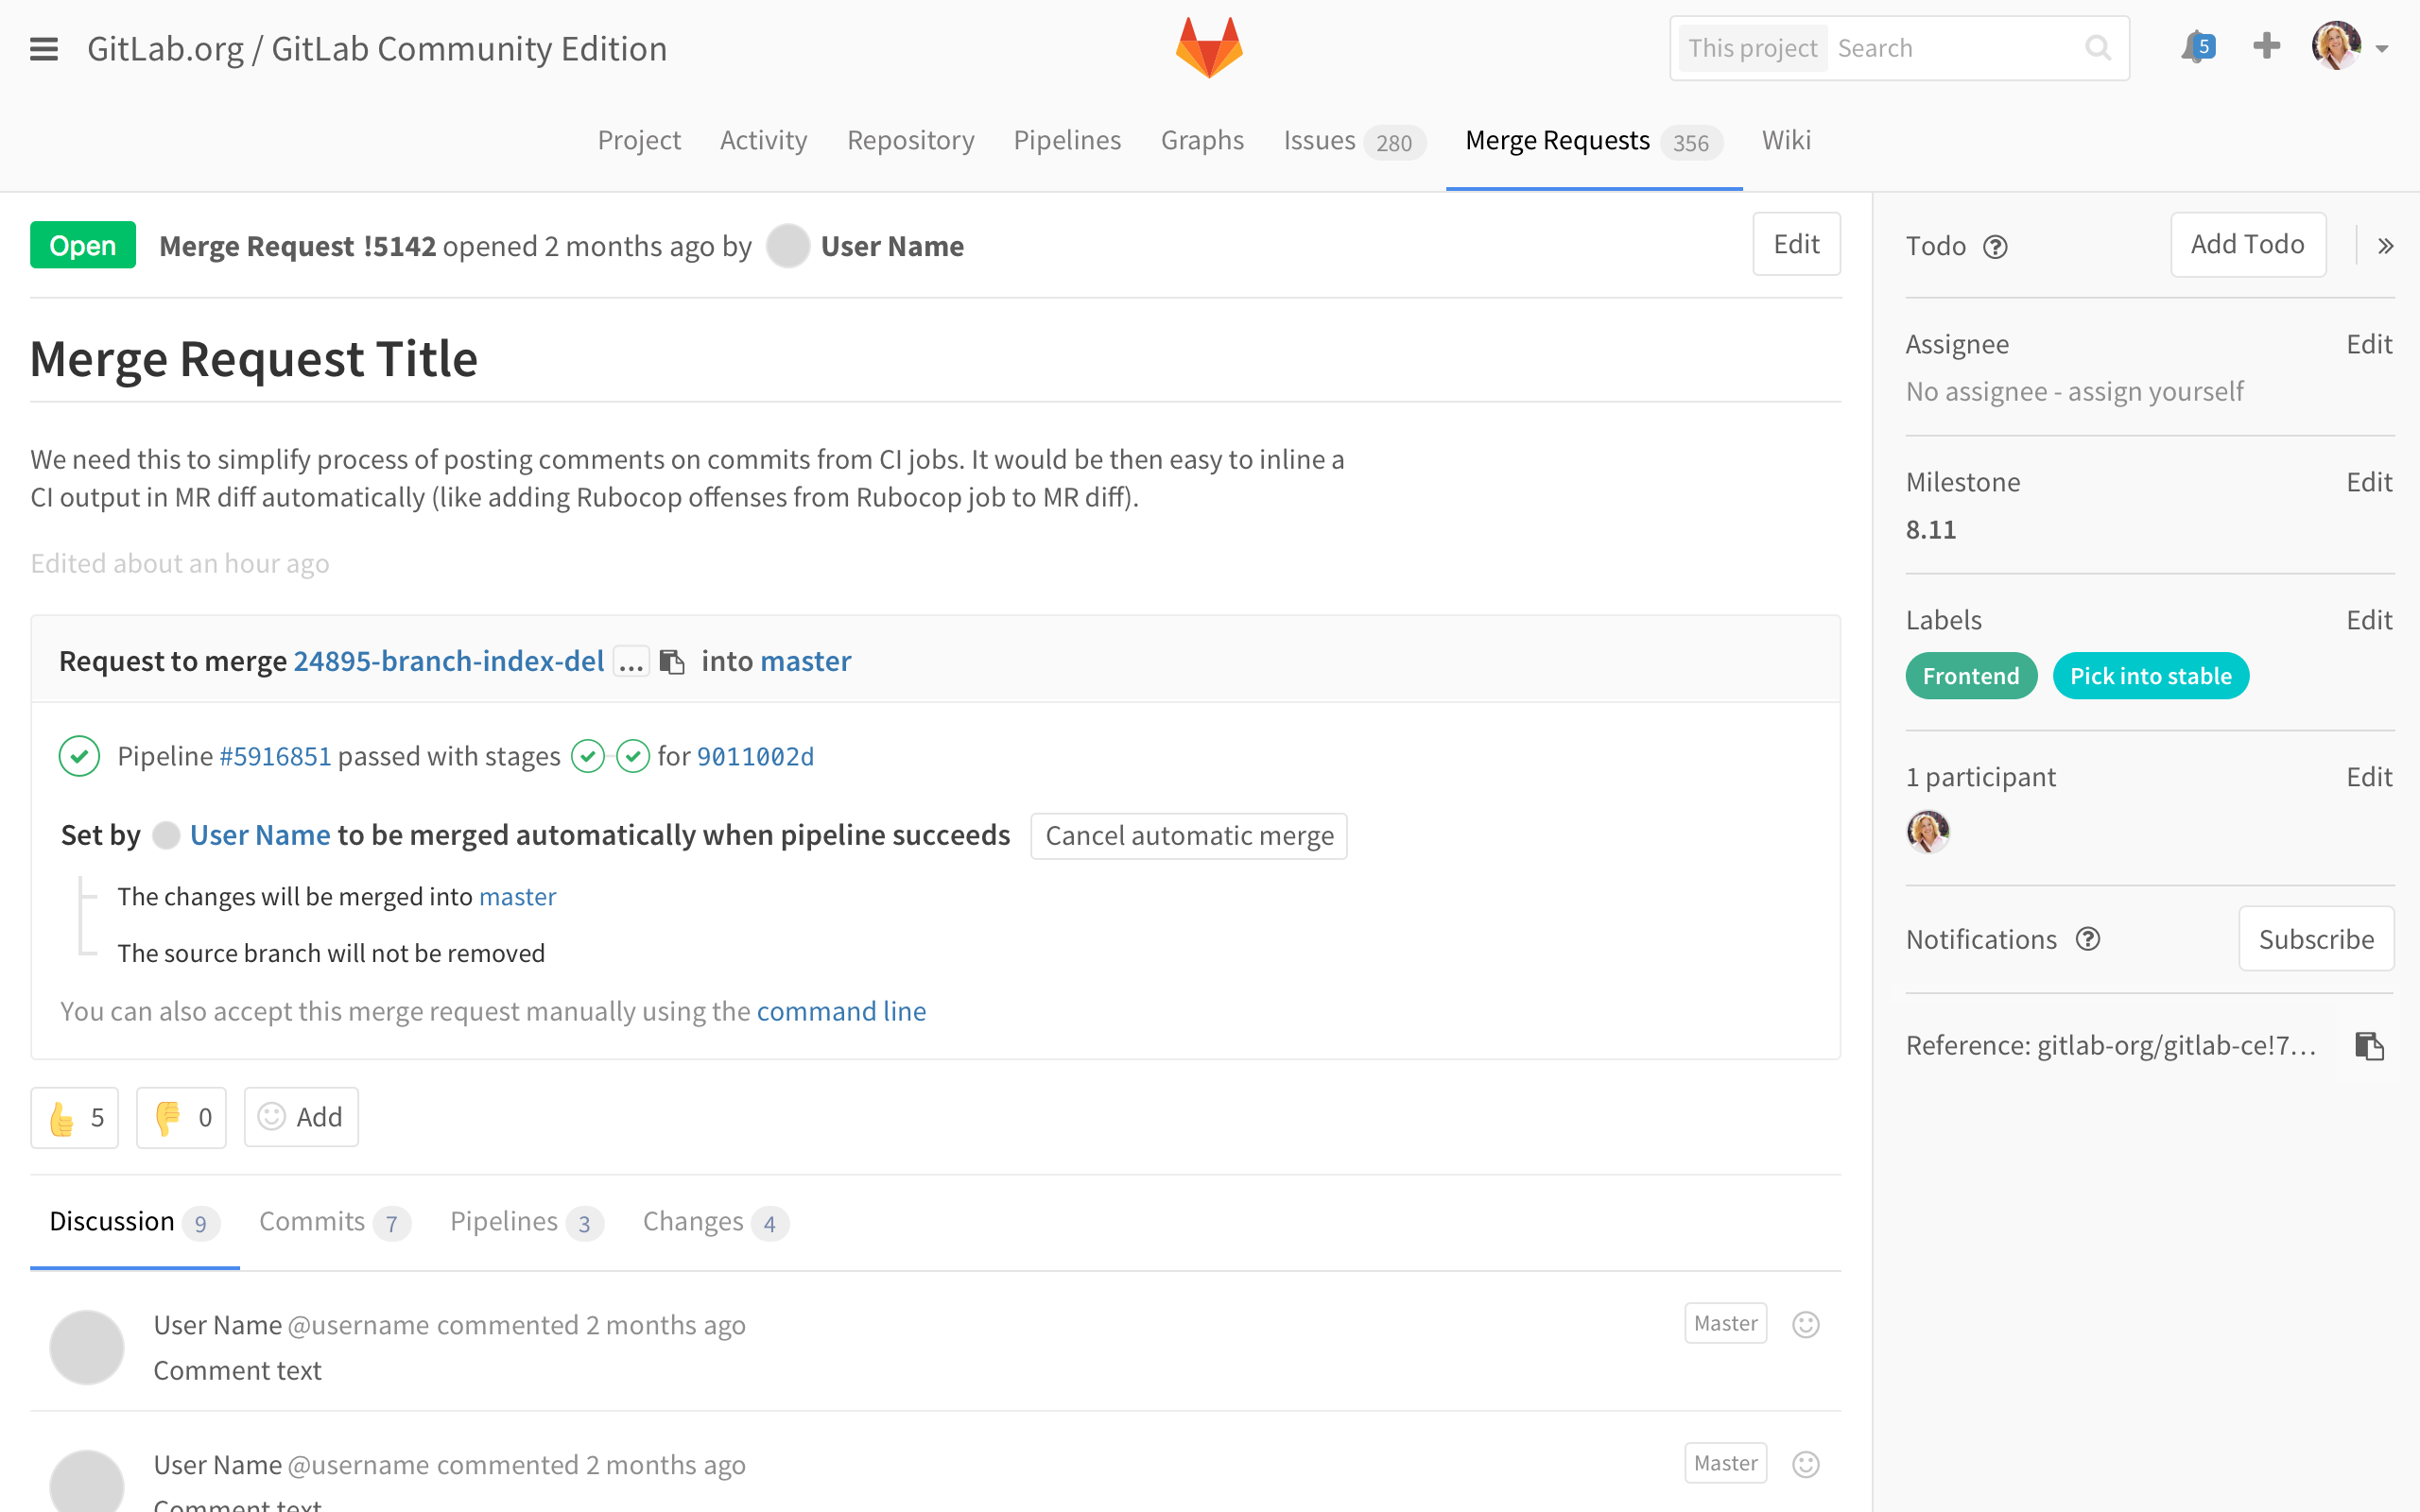 GitLab.org / GitLab Community Edition
This project Search
5
Project Activity Repository Pipelines Graphs Issues 280 Merge Requests 356 Wiki
Open Merge Request !5142 opened 2 months ago by User Name Edit
Merge Request Title
We need this to simplify process of posting comments on commits from CI jobs. It would be then easy to inline a
CI output in MR diff automatically (like adding Rubocop offenses from Rubocop job to MR diff).
Edited about an hour ago
Request to merge 24895-branch-index-del ... into master
Pipeline #5916851 passed with stages for 9011002d
Set by User Name to be merged automatically when pipeline succeeds Cancel automatic merge
The changes will be merged into master
The source branch will not be removed
You can also accept this merge request manually using the command line
5 0 Add
Discussion 9 Commits 7 Pipelines 3 Changes 4
User Name @username commented 2 months ago Master
Comment text
User Name @username commented 2 months ago Master
Comment text
Todo Add Todo
Assignee Edit
No assignee - assign yourself
Milestone Edit
8.11
Labels Edit
Frontend Pick into stable
1 participant Edit
Notifications Subscribe
Reference: gitlab-org/gitlab-ce!7...